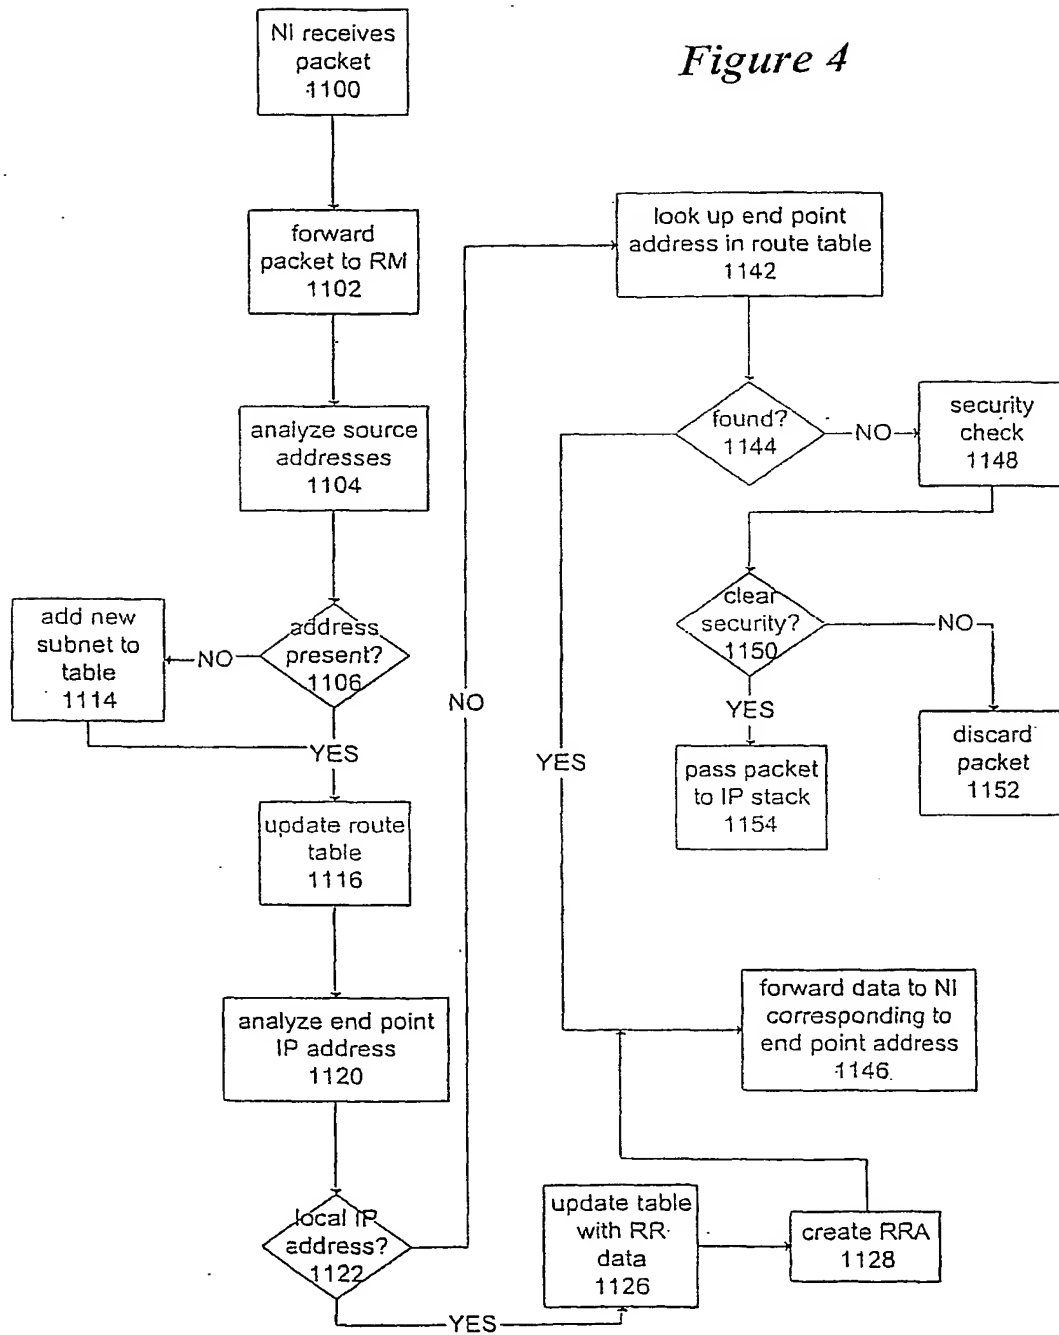 Figure 4
NI receives
packet
1100
forward
packet to RM
1102
analyze source
addresses
1104
address
present?
1106
NO
add new
subnet to
table
1114
YES
update route
table
1116
analyze end point
IP address
1120
local IP
address?
1122
NO
YES
look up end point
address in route table
1142
found?
1144
NO
security
check
1148
clear
security?
1150
NO
YES
discard
packet
1152
pass packet
to IP stack
1154
YES
forward data to NI
corresponding to
end point address
1146
update table
with RR
data
1126
create RRA
1128